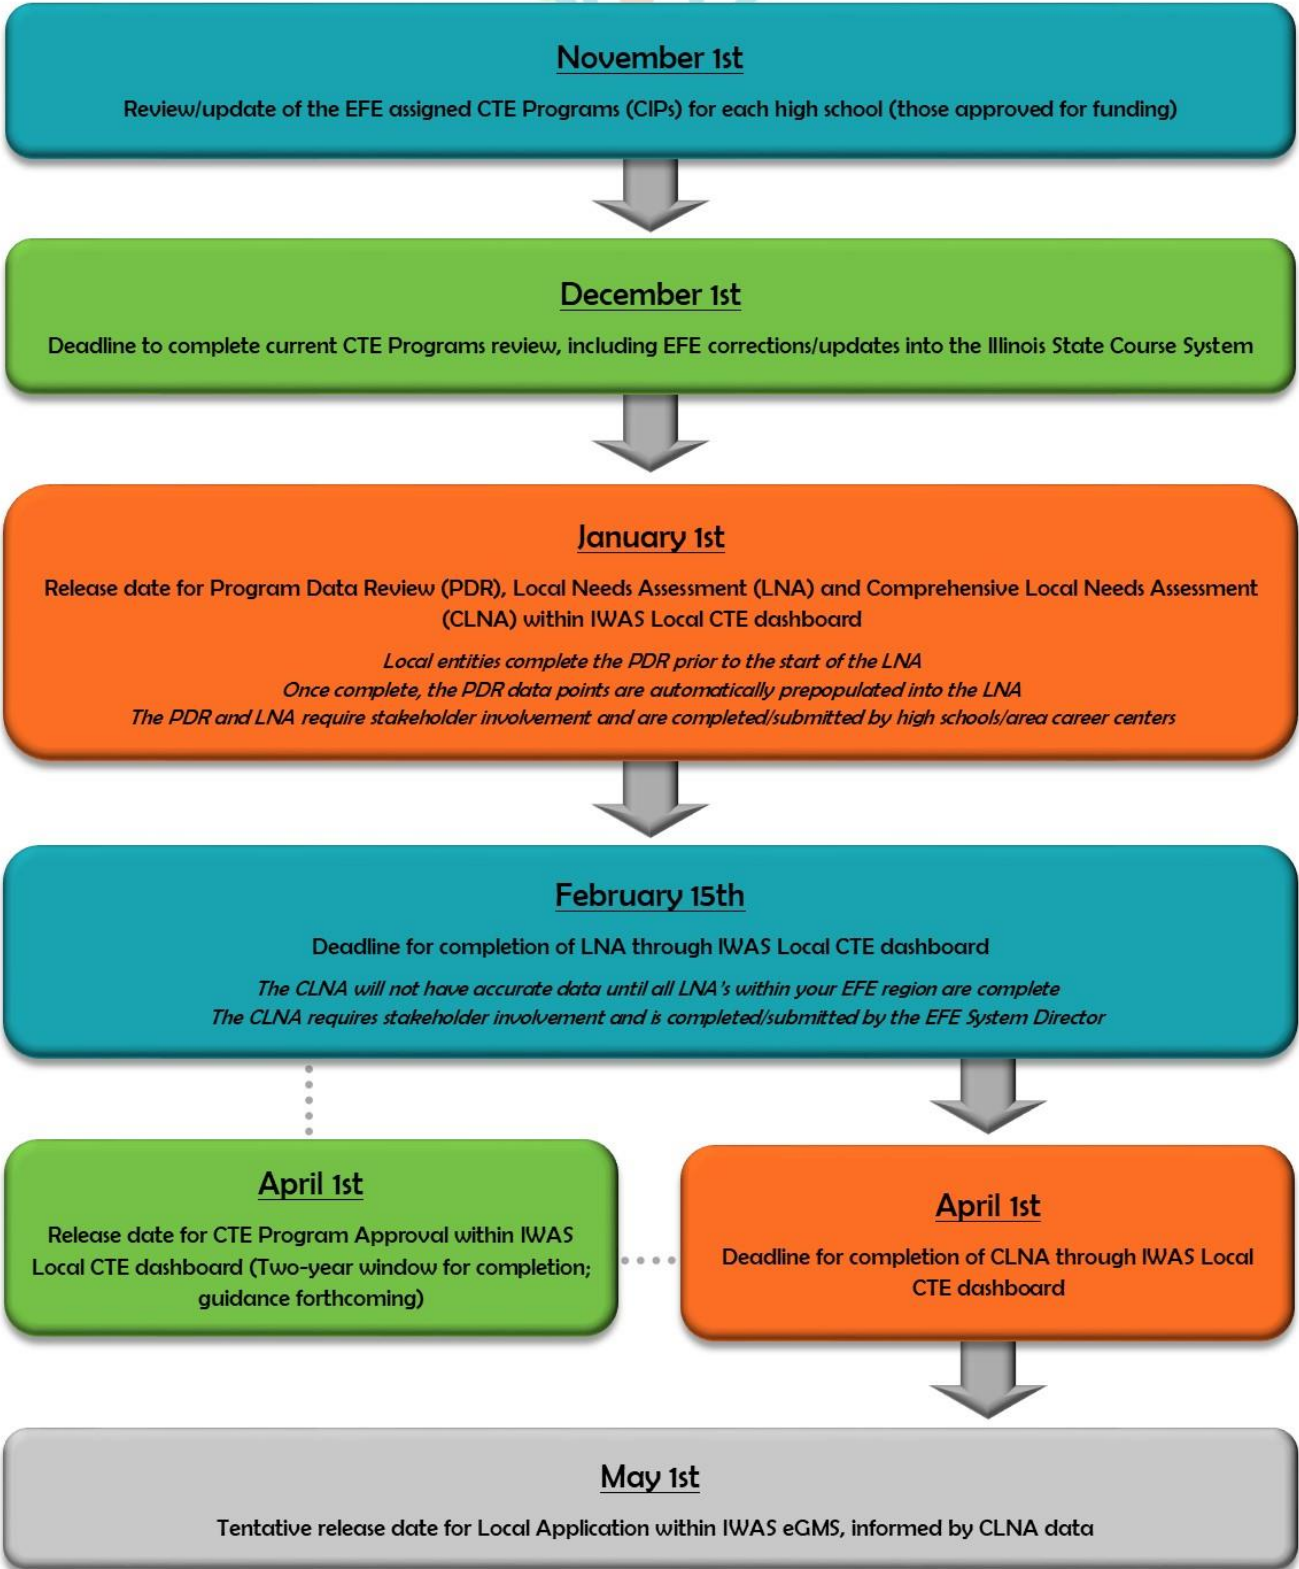 November 1st
Review/update of the EFE assigned CTE Programs (CIPs) for each high school (those approved for funding)
December 1st
Deadline to complete current CTE Programs review, including EFE corrections/updates into the Illinois State Course System
January 1st
Release date for Program Data Review (PDR), Local Needs Assessment (LNA) and Comprehensive Local Needs Assessment
(CLNA) within IWAS Local CTE dashboard
Local entities complete the PDR prior to the start of the LNA
Once complete, the PDR data points are automatically prepopulated into the LNA
The PDR and LNA require stakeholder involvement and are completed/submitted by high schools/area career centers
February 15th
Deadline for completion of LNA through IWAS Local CTE dashboard
The CLNA will not have accurate data until all LNA's within your EFE region are complete
The CLNA requires stakeholder involvement and is completed/submitted by the EFE System Director
April 1st
Release date for CTE Program Approval within IWAS
Local CTE dashboard (Two-year window for completion;
guidance forthcoming)
April 1st
Deadline for completion of CLNA through IWAS Local
CTE dashboard
May 1st
Tentative release date for Local Application within IWAS eGMS, informed by CLNA data